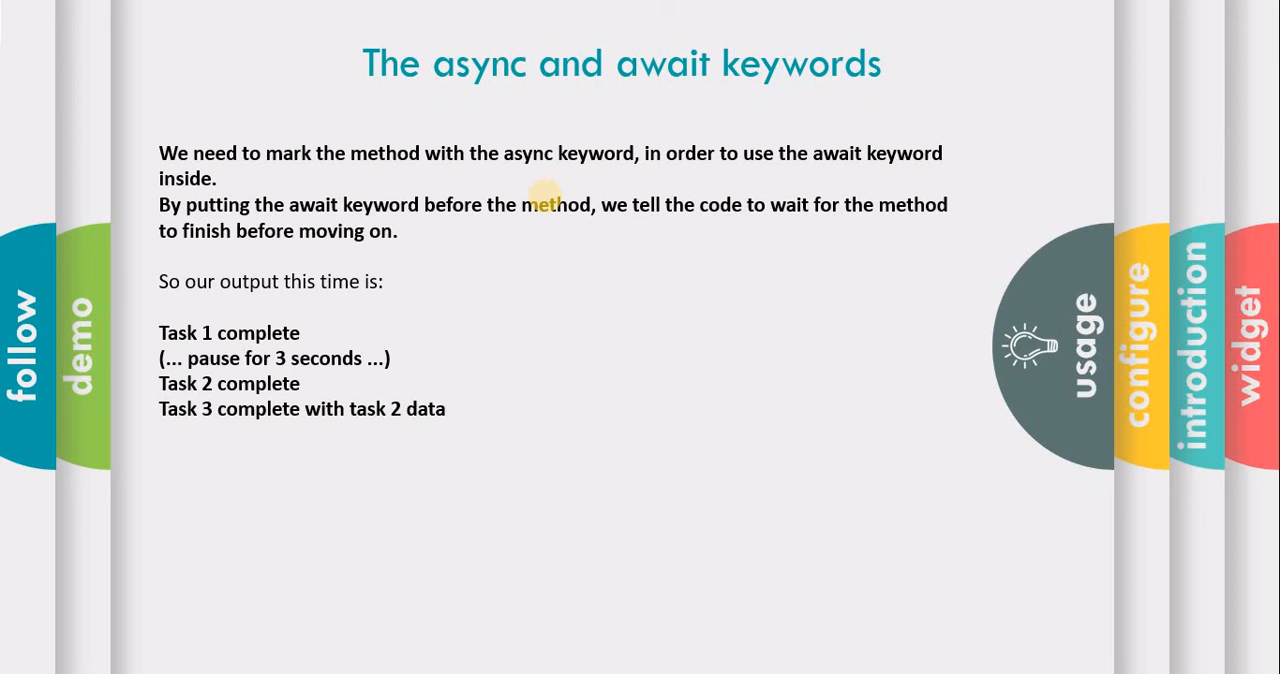 The async and await keywords
We need to mark the method with the async keyword, in order to use the await keyword
inside.
By putting the await keyword before the method, we tell the code to wait for the method
to finish before moving on.
So our output this time is:
Task 1 complete
(... pause for 3 seconds ...)
Task 2 complete
Task 3 complete with task 2 data
follow
demo
usage
configure
introduction
widget